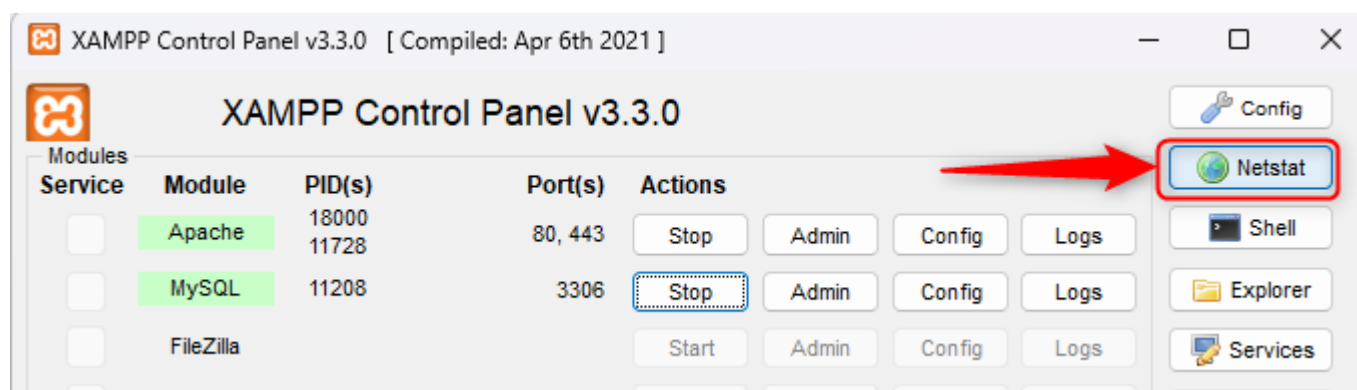 XAMPP Control Panel v3.3.0 [ Compiled: Apr 6th 2021 ]
XAMPP Control Panel v3.3.0
Config
Modules
Netstat
Service Module PID(s) Port(s) Actions
Apache 18000 11728 80, 443 Stop Admin Config Logs
Shell
MySQL 11208 3306 Stop Admin Config Logs
Explorer
FileZilla Start Admin Config Logs
Services